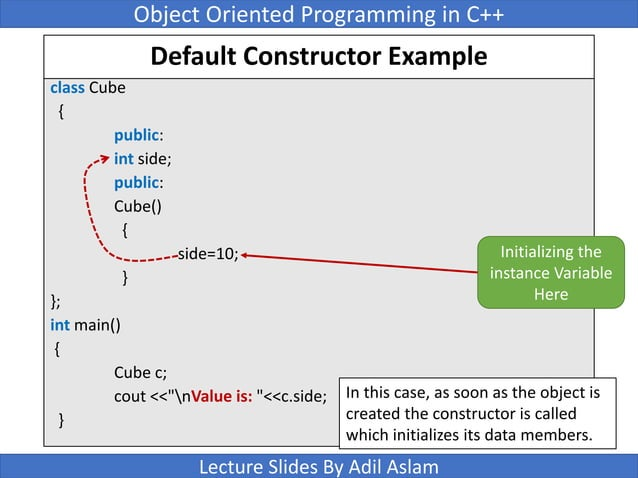 Object Oriented Programming in C++
Default Constructor Example
class Cube
{
public:
int side;
public:
Cube()
{
side=10;
}
};
int main()
{
Cube c;
cout <<"\nValue is: "<<c.side;
}
Initializing the
instance Variable
Here
In this case, as soon as the object is
created the constructor is called
which initializes its data members.
Lecture Slides By Adil Aslam